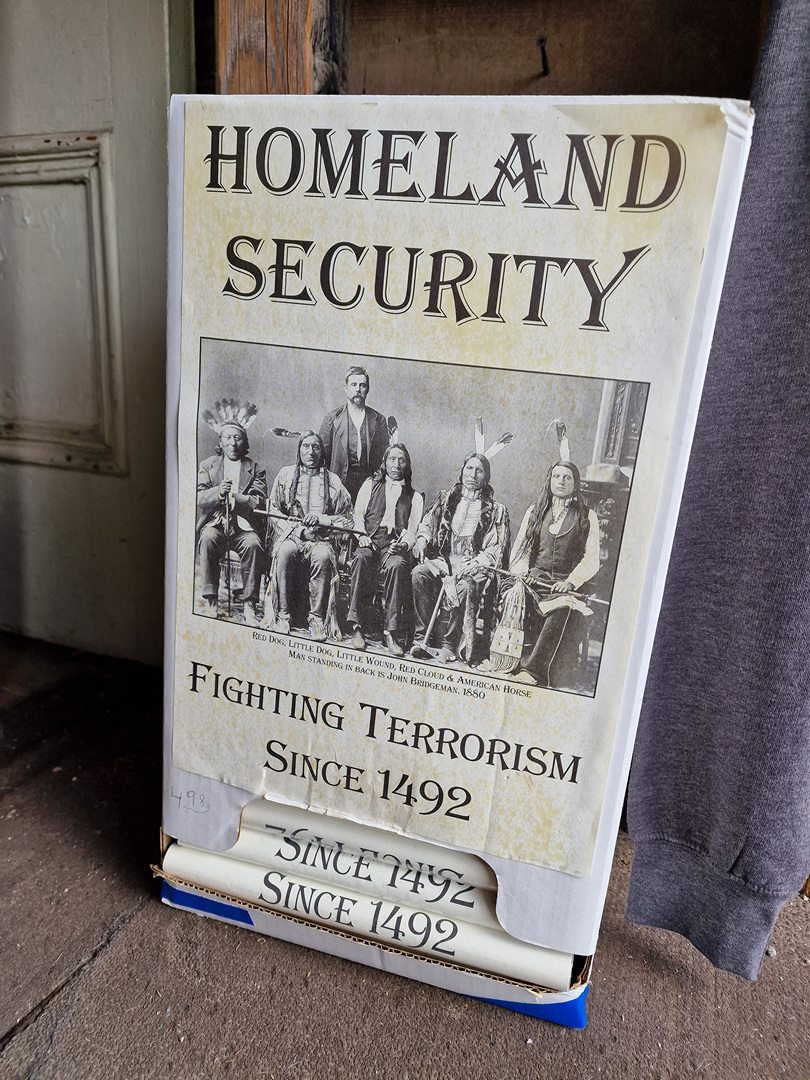 HOMELAND
SECURITY
RED DOG, LITTLE DOG, LITTLE WOUND, RED CLOUD & AMERICAN HORSE
MAN STANDING IN BACK IS JOHN BRIDGEMAN. 1880
FIGHTING TERRORISM
SINCE 1492
498
SINCE 1492
SINCE 1492